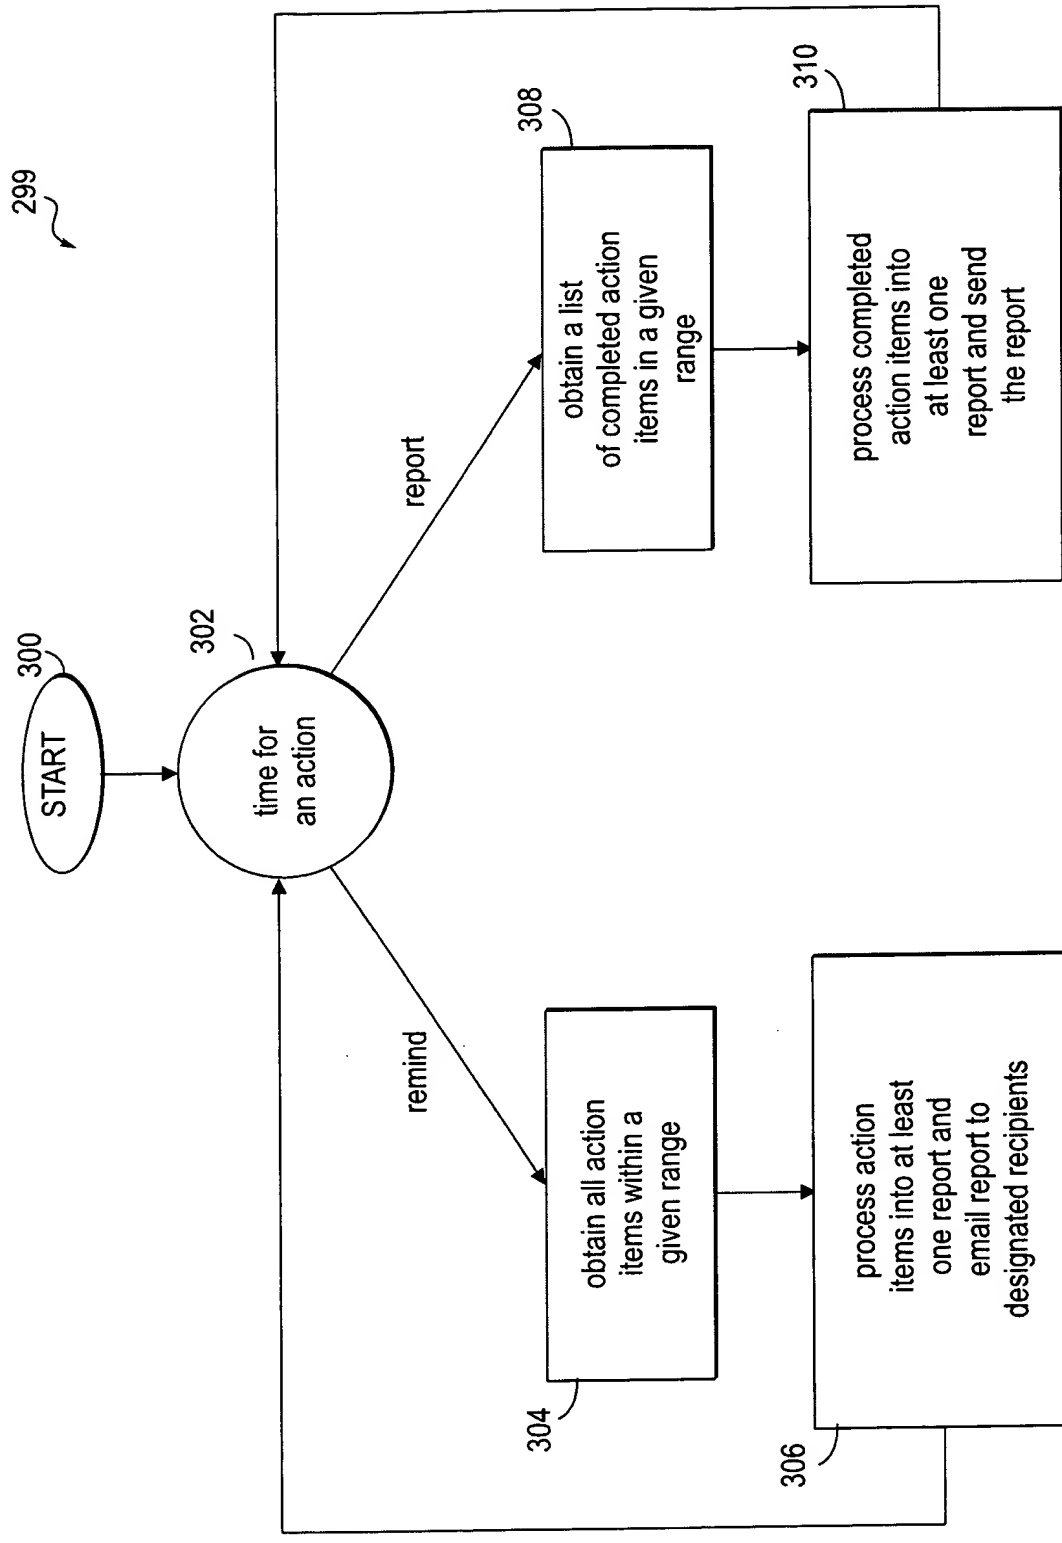 299
300
START
302
time for
an action
remind
report
304
obtain all action
items within a
given range
308
obtain a list
of completed action
items in a given
range
306
process action
items into at least
one report and
email report to
designated recipients
310
process completed
action items into
at least one
report and send
the report